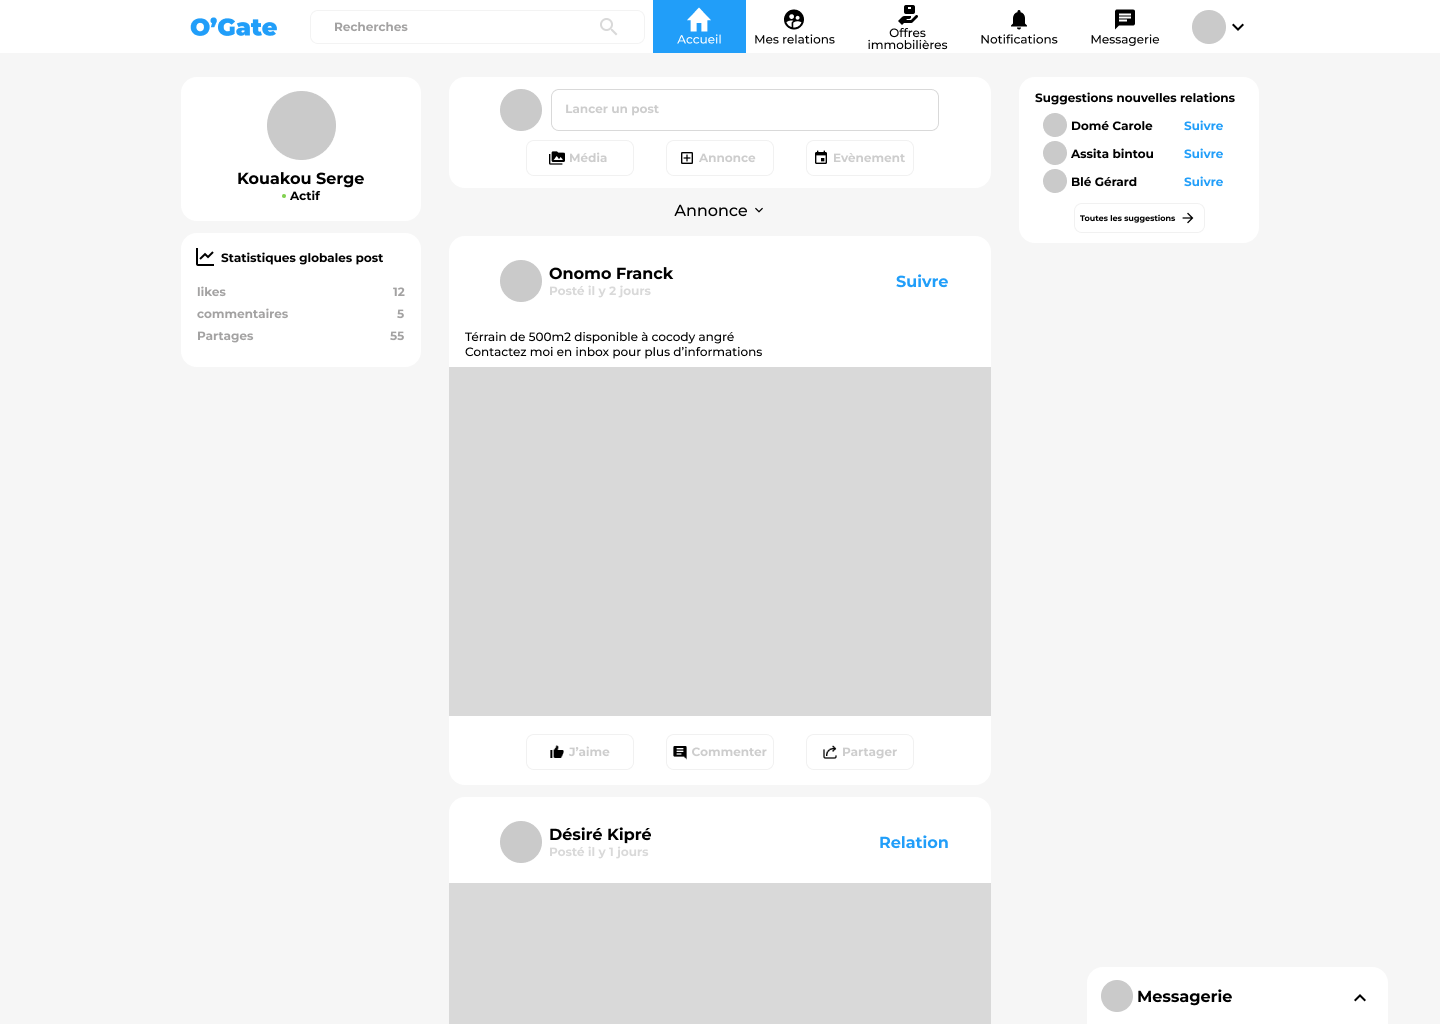 O’Gate
Recherches
Accueil
Mes relations
Offres
immobilières
Notifications
Messagerie
Kouakou Serge
Actif
Statistiques globales post
likes 12
commentaires 5
Partages 55
Lancer un post
Média
Annonce
Evènement
Annonce
Onomo Franck
Posté il y 2 jours
Suivre
Térrain de 500m2 disponible à cocody angré
Contactez moi en inbox pour plus d’informations
J’aime
Commenter
Partager
Désiré Kipré
Posté il y 1 jours
Relation
Suggestions nouvelles relations
Domé Carole Suivre
Assita bintou Suivre
Blé Gérard Suivre
Toutes les suggestions
Messagerie